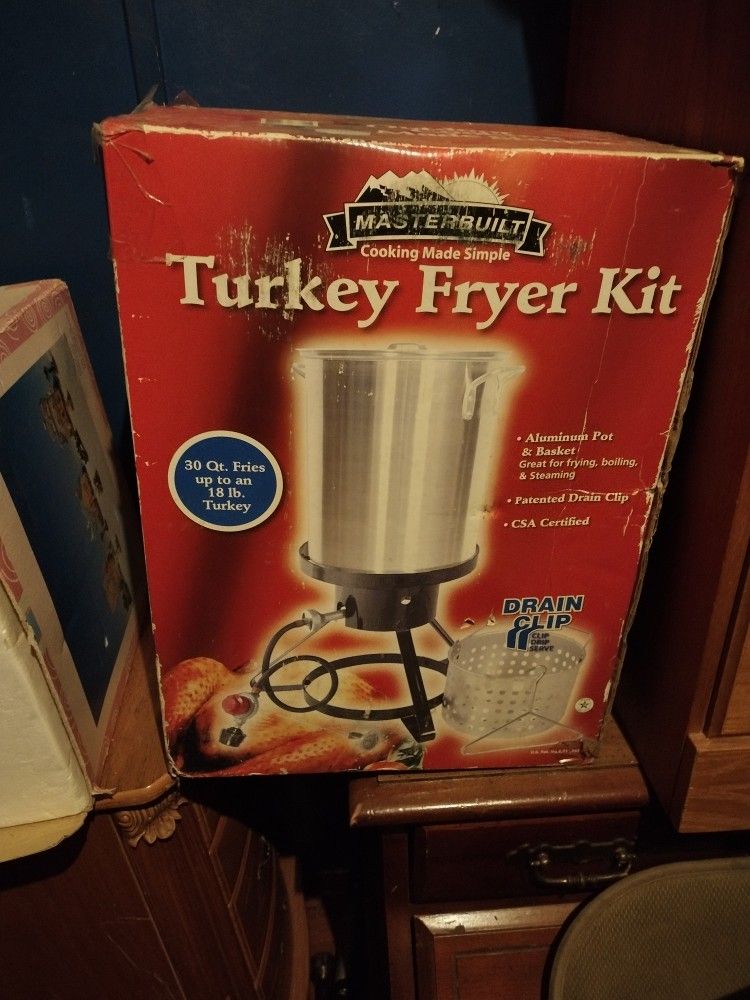 MASTERBUILT
Cooking Made Simple
Turkey Fryer Kit
30 Qt. Fries
up to an
18 lb.
Turkey
• Aluminum Pot
& Basket
Great for frying, boiling,
& Steaming
• Patented Drain Clip
• CSA Certified
DRAIN
CLIP
CLIP
DRIP
SERVE